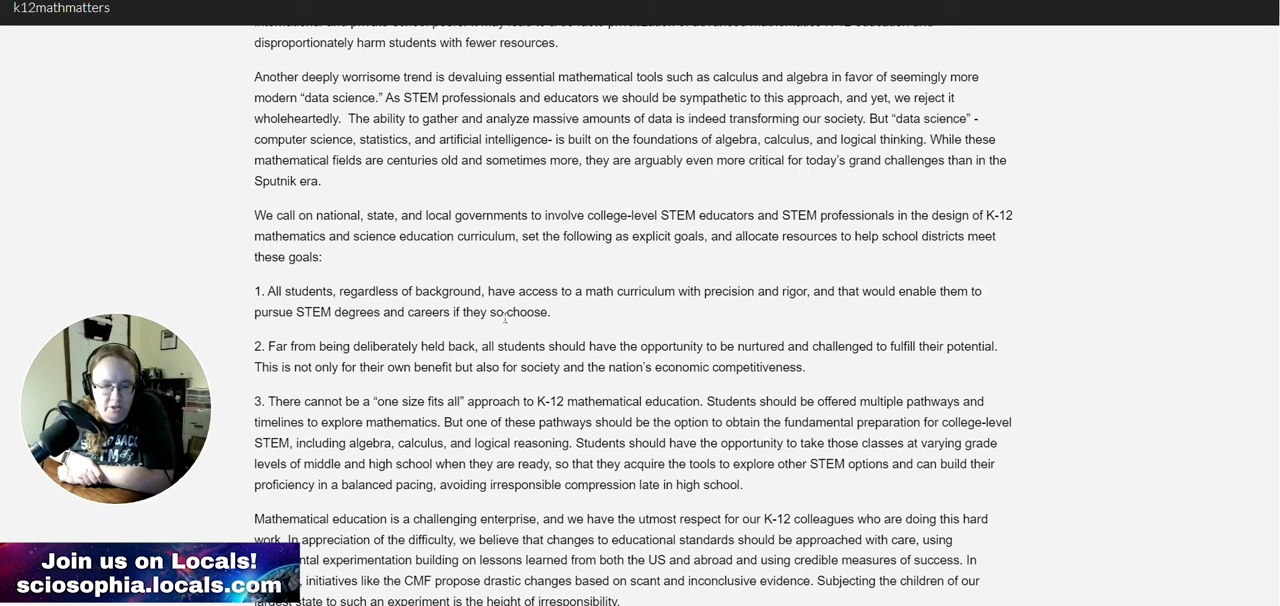 k12mathmatters
disproportionately harm students with fewer resources.
Another deeply worrisome trend is devaluing essential mathematical tools such as calculus and algebra in favor of seemingly more
modern “data science.” As STEM professionals and educators we should be sympathetic to this approach, and yet, we reject it
wholeheartedly.  The ability to gather and analyze massive amounts of data is indeed transforming our society. But “data science” -
computer science, statistics, and artificial intelligence- is built on the foundations of algebra, calculus, and logical thinking. While these
mathematical fields are centuries old and sometimes more, they are arguably even more critical for today’s grand challenges than in the
Sputnik era.
We call on national, state, and local governments to involve college-level STEM educators and STEM professionals in the design of K-12
mathematics and science education curriculum, set the following as explicit goals, and allocate resources to help school districts meet
these goals:
1. All students, regardless of background, have access to a math curriculum with precision and rigor, and that would enable them to
pursue STEM degrees and careers if they so choose.
2. Far from being deliberately held back, all students should have the opportunity to be nurtured and challenged to fulfill their potential.
This is not only for their own benefit but also for society and the nation’s economic competitiveness.
3. There cannot be a “one size fits all” approach to K-12 mathematical education. Students should be offered multiple pathways and
timelines to explore mathematics. But one of these pathways should be the option to obtain the fundamental preparation for college-level
STEM, including algebra, calculus, and logical reasoning. Students should have the opportunity to take those classes at varying grade
levels of middle and high school when they are ready, so that they acquire the tools to explore other STEM options and can build their
proficiency in a balanced pacing, avoiding irresponsible compression late in high school.
Mathematical education is a challenging enterprise, and we have the utmost respect for our K-12 colleagues who are doing this hard
work. In appreciation of the difficulty, we believe that changes to educational standards should be approached with care, using
experimentation building on lessons learned from both the US and abroad and using credible measures of success. In
initiatives like the CMF propose drastic changes based on scant and inconclusive evidence. Subjecting the children of our
largest state to such an experiment is the height of irresponsibility.
Join us on Locals!
sciosophia.locals.com